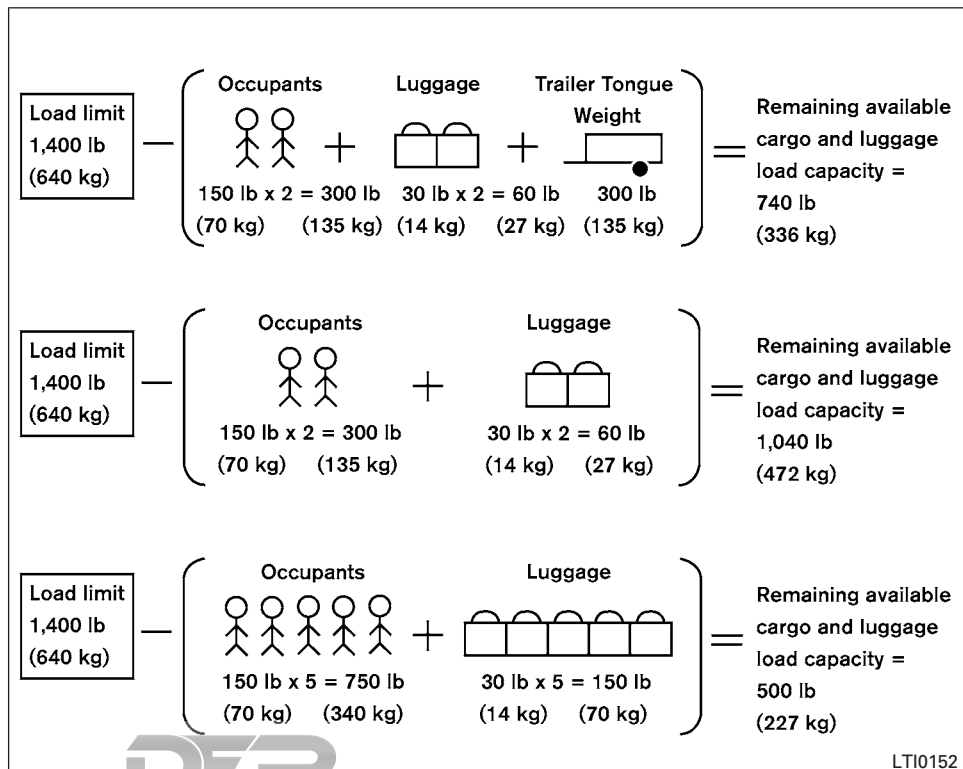 Occupants
Luggage
Trailer Tongue
Weight
Load limit
1,400 lb
(640 kg)
150 lb x 2 = 300 lb
(70 kg) (135 kg)
30 lb x 2 = 60 lb
(14 kg) (27 kg)
300 lb
(135 kg)
Remaining available
cargo and luggage
load capacity =
740 lb
(336 kg)
Load limit
1,400 lb
(640 kg)
Occupants
150 lb x 2 = 300 lb
(70 kg) (135 kg)
Luggage
30 lb x 2 = 60 lb
(14 kg) (27 kg)
Remaining available
cargo and luggage
load capacity =
1,040 lb
(472 kg)
Load limit
1,400 lb
(640 kg)
Occupants
150 lb x 5 = 750 lb
(70 kg) (340 kg)
Luggage
30 lb x 5 = 150 lb
(14 kg) (70 kg)
Remaining available
cargo and luggage
load capacity =
500 lb
(227 kg)
LTI0152